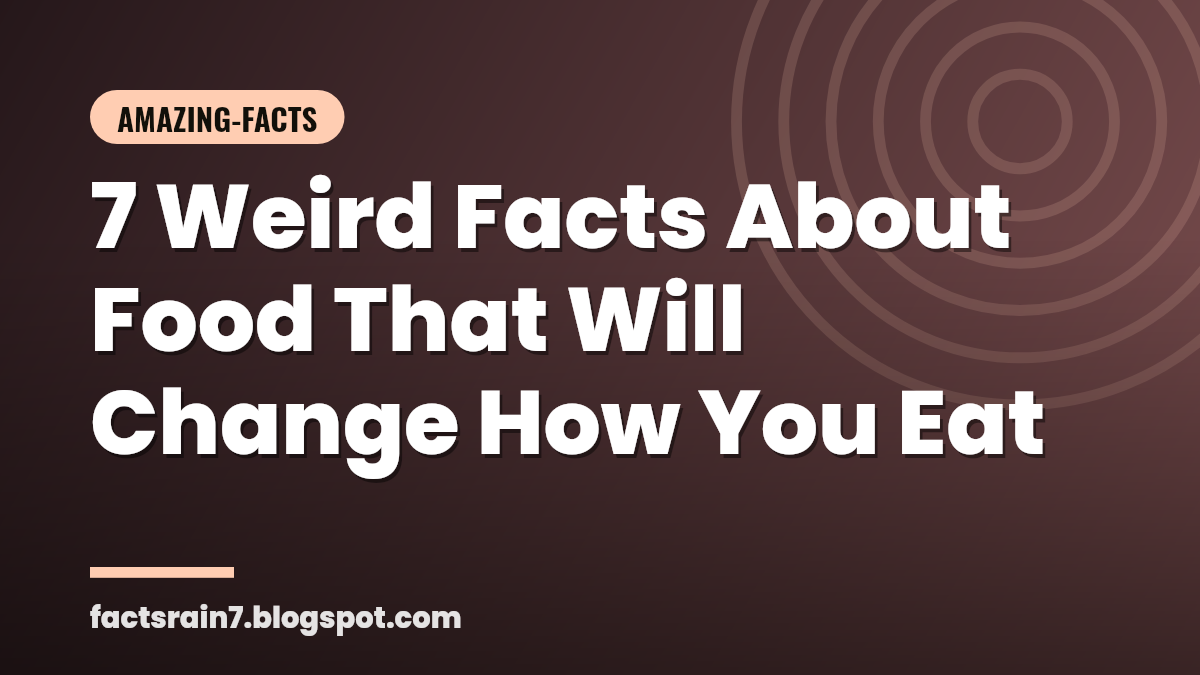 AMAZING-FACTS
7 Weird Facts About
Food That Will
Change How You Eat
factsrain7.blogspot.com